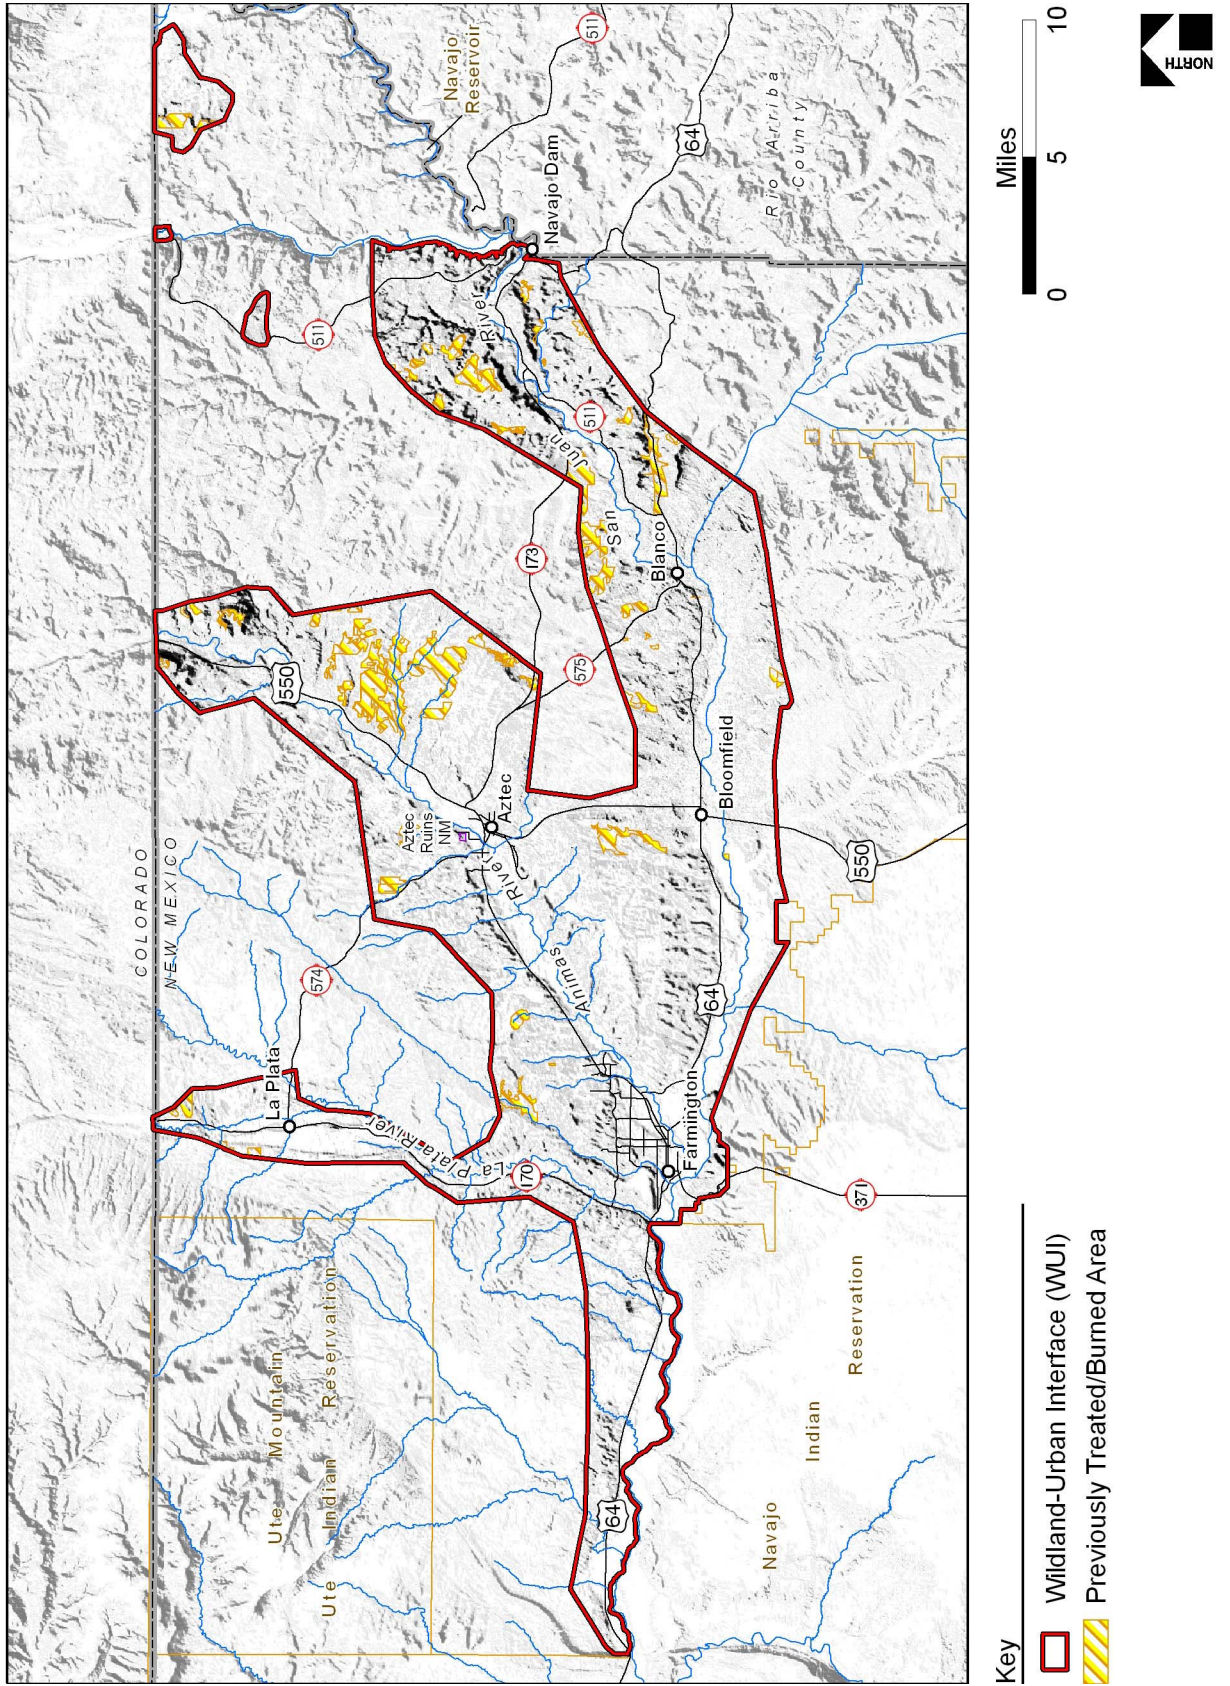 COLORADO
NEW MEXICO
Ute Mountain
Ute Indian Reservation
La Plata
La Plata River
574
170
550
Aztec
Ruins
NM
Aztec
Animas
River
173
575
511
511
511
Navajo
Reservoir
Navajo Dam
San
Juan
River
64
Rio Arriba
County
Blanco
Bloomfield
550
64
Farmington
371
64
Navajo
Indian
Reservation
Key
Wildland-Urban Interface (WUI)
Previously Treated/Burned Area
Miles
0
5
10
NORTH